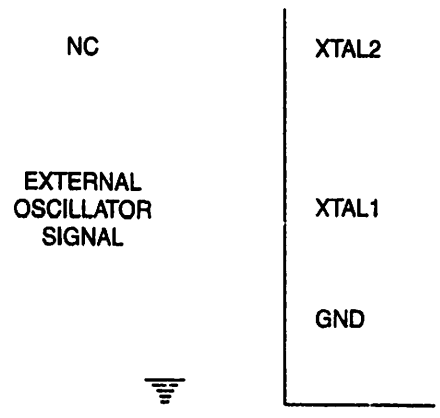 NC
XTAL2
EXTERNAL
OSCILLATOR
SIGNAL
XTAL1
GND